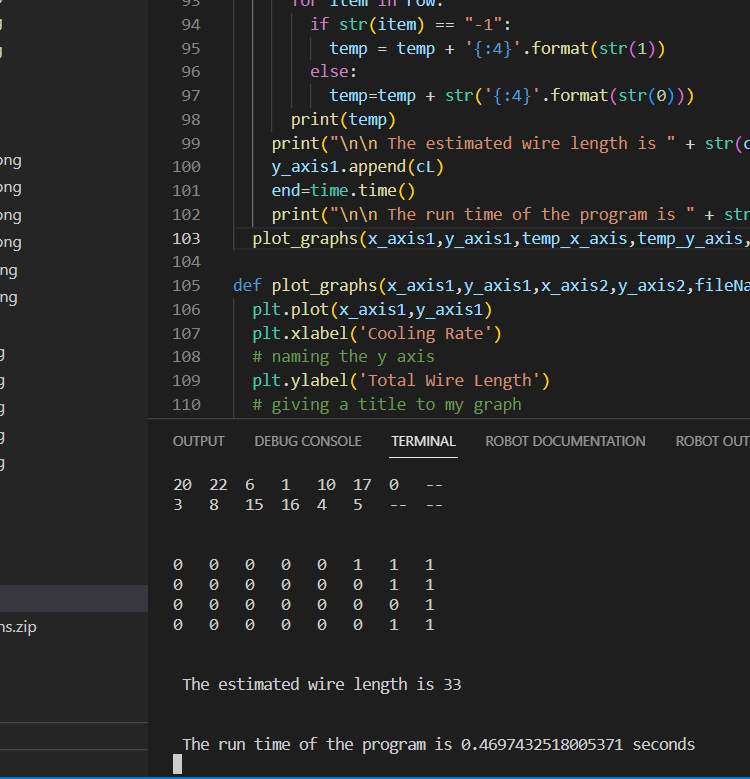 ong
ong
ong
ong
ng
ng
g
g
g
g
g
ns.zip
93 for item in row:
94 if str(item) == "-1":
95 temp = temp + '{:4}'.format(str(1))
96 else:
97 temp=temp + str('{:4}'.format(str(0)))
98 print(temp)
99 print("\n\n The estimated wire length is " + str(c
100 y_axis1.append(cL)
101 end=time.time()
102 print("\n\n The run time of the program is " + str
103 plot_graphs(x_axis1,y_axis1,temp_x_axis,temp_y_axis,
104
105 def plot_graphs(x_axis1,y_axis1,x_axis2,y_axis2,fileNa
106 plt.plot(x_axis1,y_axis1)
107 plt.xlabel('Cooling Rate')
108 # naming the y axis
109 plt.ylabel('Total Wire Length')
110 # giving a title to my graph
OUTPUT DEBUG CONSOLE TERMINAL ROBOT DOCUMENTATION ROBOT OUT
20 22 6 1 10 17 0 --
3 8 15 16 4 5 -- --
0 0 0 0 0 1 1 1
0 0 0 0 0 0 1 1
0 0 0 0 0 0 0 1
0 0 0 0 0 0 1 1
The estimated wire length is 33
The run time of the program is 0.4697432518005371 seconds